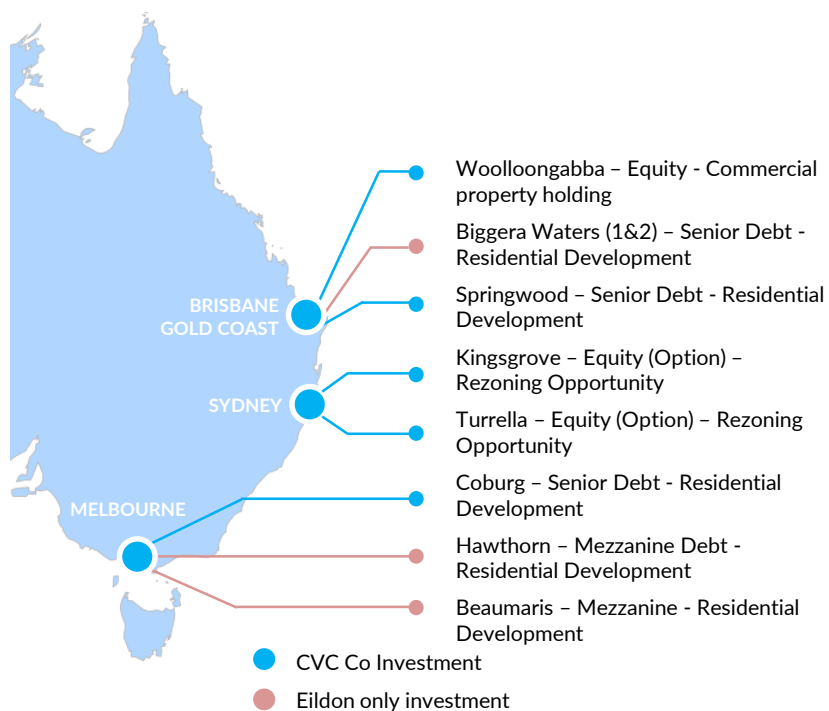 Woolloongabba – Equity - Commercial
property holding
Biggera Waters (1&2) – Senior Debt -
Residential Development
BRISBANE
GOLD COAST
Springwood – Senior Debt - Residential
Development
Kingsgrove – Equity (Option) –
Rezoning Opportunity
SYDNEY
Turrella – Equity (Option) – Rezoning
Opportunity
MELBOURNE
Coburg – Senior Debt - Residential
Development
Hawthorn – Mezzanine Debt -
Residential Development
Beaumaris – Mezzanine - Residential
Development
CVC Co Investment
Eildon only investment